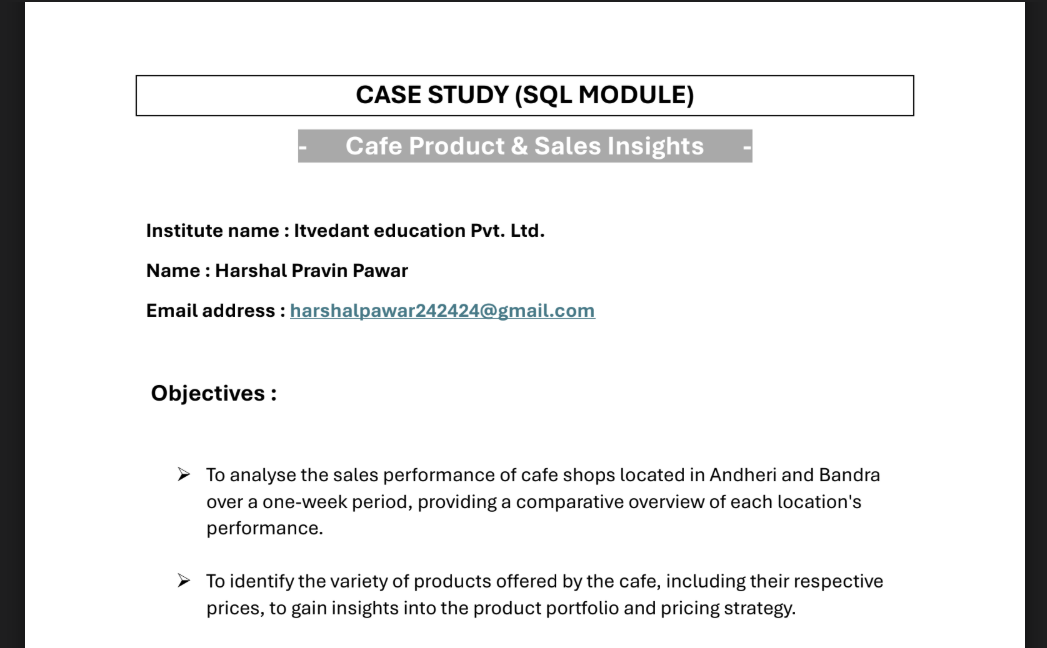 CASE STUDY (SQL MODULE)
- Cafe Product & Sales Insights -
Institute name : Itvedant education Pvt. Ltd.
Name : Harshal Pravin Pawar
Email address : harshalpawar242424@gmail.com
Objectives :
➢ To analyse the sales performance of cafe shops located in Andheri and Bandra
over a one-week period, providing a comparative overview of each location's
performance.
➢ To identify the variety of products offered by the cafe, including their respective
prices, to gain insights into the product portfolio and pricing strategy.